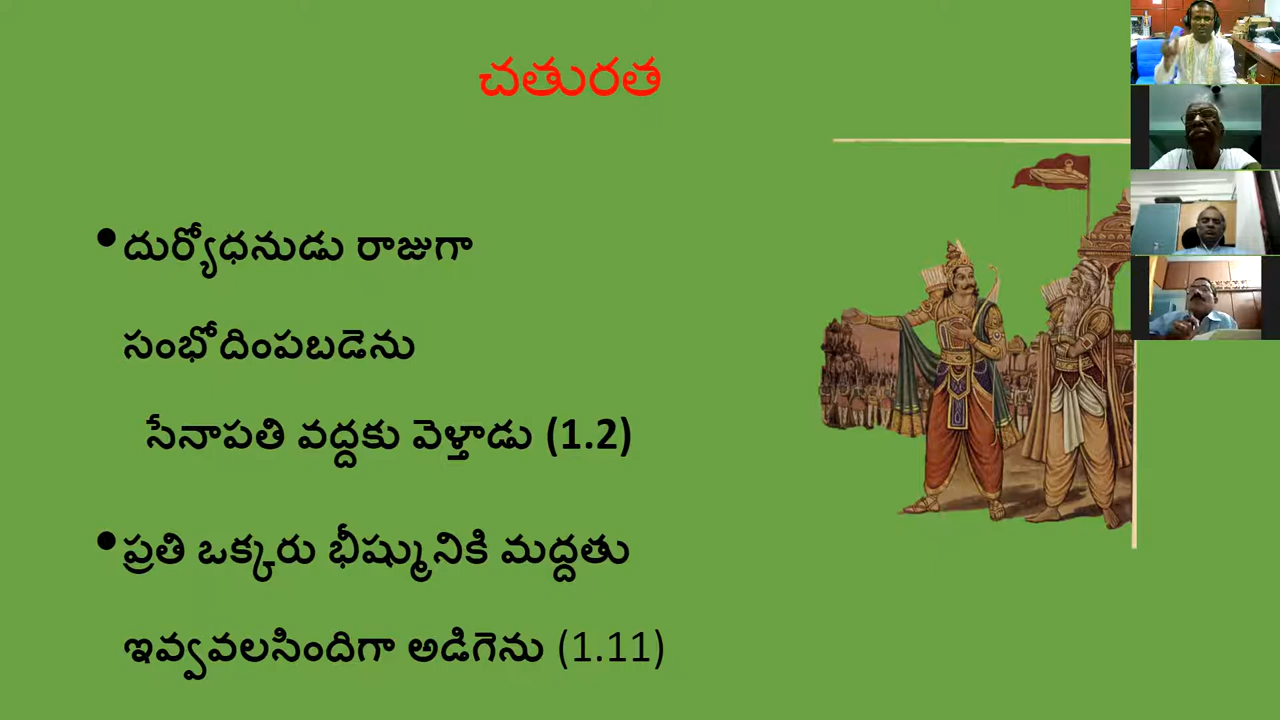 చతురత
•దుర్యోధనుడు రాజుగా
సంభోదింపబడెను
సేనాపతి వద్దకు వెళ్తాడు (1.2)
•ప్రతి ఒక్కరు భీష్మునికి మద్దతు
ఇవ్వవలసిందిగా అడిగెను (1.11)